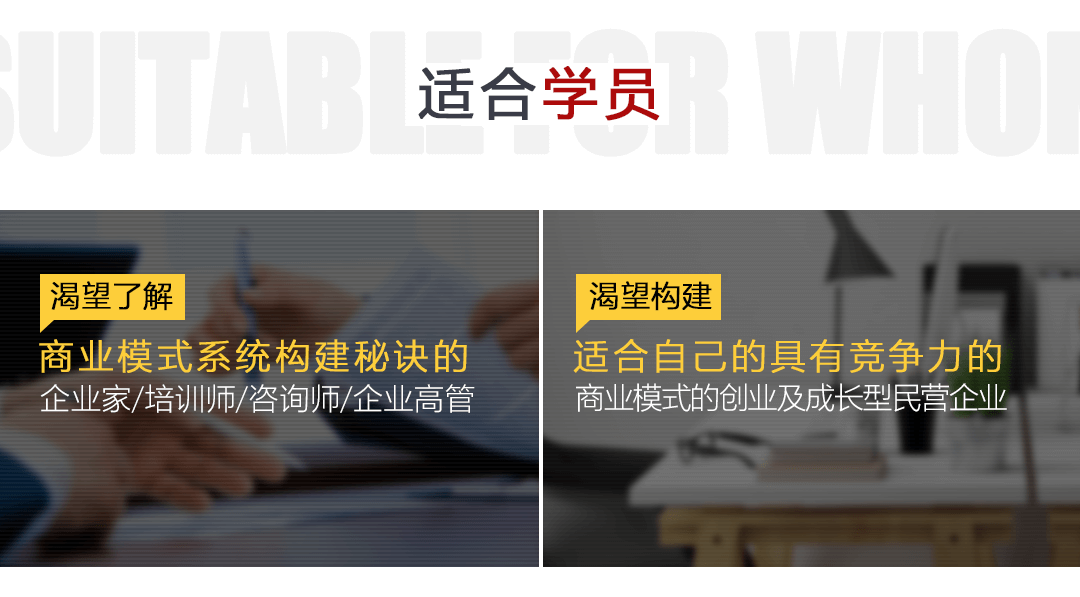 SUITABLE FOR WHOM
适合学员
渴望了解
商业模式系统构建秘诀的
企业家/培训师/咨询师/企业高管
渴望构建
适合自己的具有竞争力的
商业模式的创业及成长型民营企业